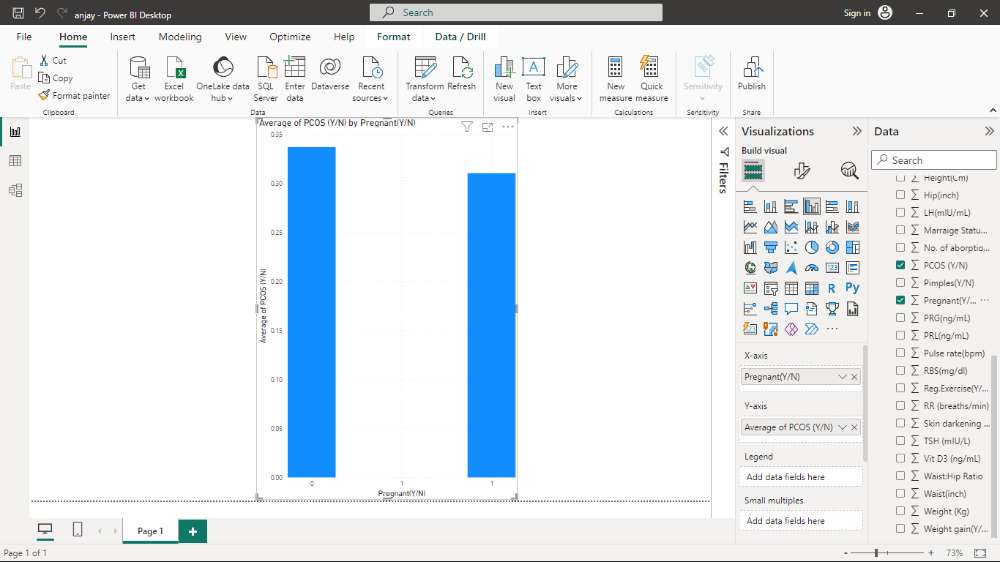 anjay - Power BI Desktop
Search
Sign in
File
Home
Insert
Modeling
View
Optimize
Help
Format
Data / Drill
Paste
Cut
Copy
Format painter
Clipboard
Get data
Excel workbook
OneLake data hub
SQL Server
Enter data
Dataverse
Recent sources
Data
Transform data
Refresh
Queries
New visual
Text box
More visuals
Insert
New measure
Quick measure
Calculations
Sensitivity
Sensitivity
Publish
Share
Average of PCOS (Y/N) by Pregnant(Y/N)
0.35
0.30
0.25
0.20
0.15
0.10
0.05
0.00
Average of PCOS (Y/N)
0
1
1
Pregnant(Y/N)
Filters
Visualizations
Build visual
R
Py
123
123
X-axis
Pregnant(Y/N)
Y-axis
Average of PCOS (Y/N)
Legend
Add data fields here
Small multiples
Add data fields here
Data
Search
Height(Cm)
Hip(inch)
LH(mIU/mL)
Marraige Statu...
No. of aborptio...
PCOS (Y/N)
Pimples(Y/N)
Pregnant(Y/...
PRG(ng/mL)
PRL(ng/mL)
Pulse rate(bpm)
RBS(mg/dl)
Reg.Exercise(Y/...
RR (breaths/min)
Skin darkening ...
TSH (mIU/L)
Vit D3 (ng/mL)
Waist:Hip Ratio
Waist(inch)
Weight (Kg)
Weight gain(Y/...
Page 1
Page 1 of 1
73%